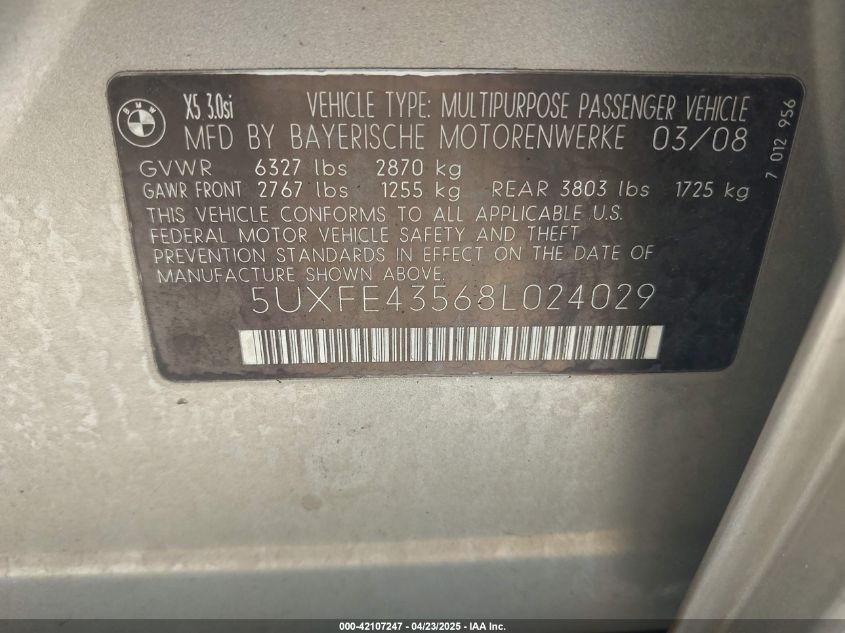 BMW
X5 3.0si
VEHICLE TYPE: MULTIPURPOSE PASSENGER VEHICLE
MFD BY BAYERISCHE MOTORENWERKE 03/08
GVWR 6327 lbs 2870 kg
GAWR FRONT 2767 lbs 1255 kg REAR 3803 lbs 1725 kg
THIS VEHICLE CONFORMS TO ALL APPLICABLE U.S.
FEDERAL MOTOR VEHICLE SAFETY AND THEFT
PREVENTION STANDARDS IN EFFECT ON THE DATE OF
MANUFACTURE SHOWN ABOVE.
5UXFE43568L024029
7 012 956
000-42107247 - 04/23/2025 - IAA Inc.